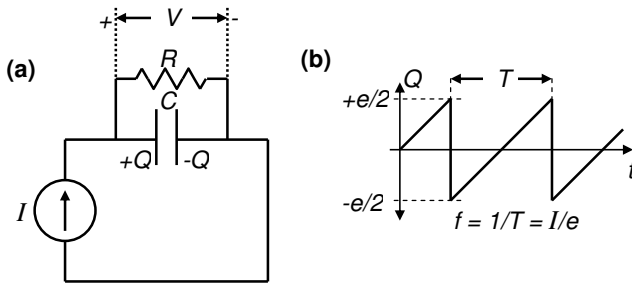 (a)
+ V -
R
C
+Q -Q
I
(b)
Q
T
+e/2
-e/2
t
f = 1/T = I/e